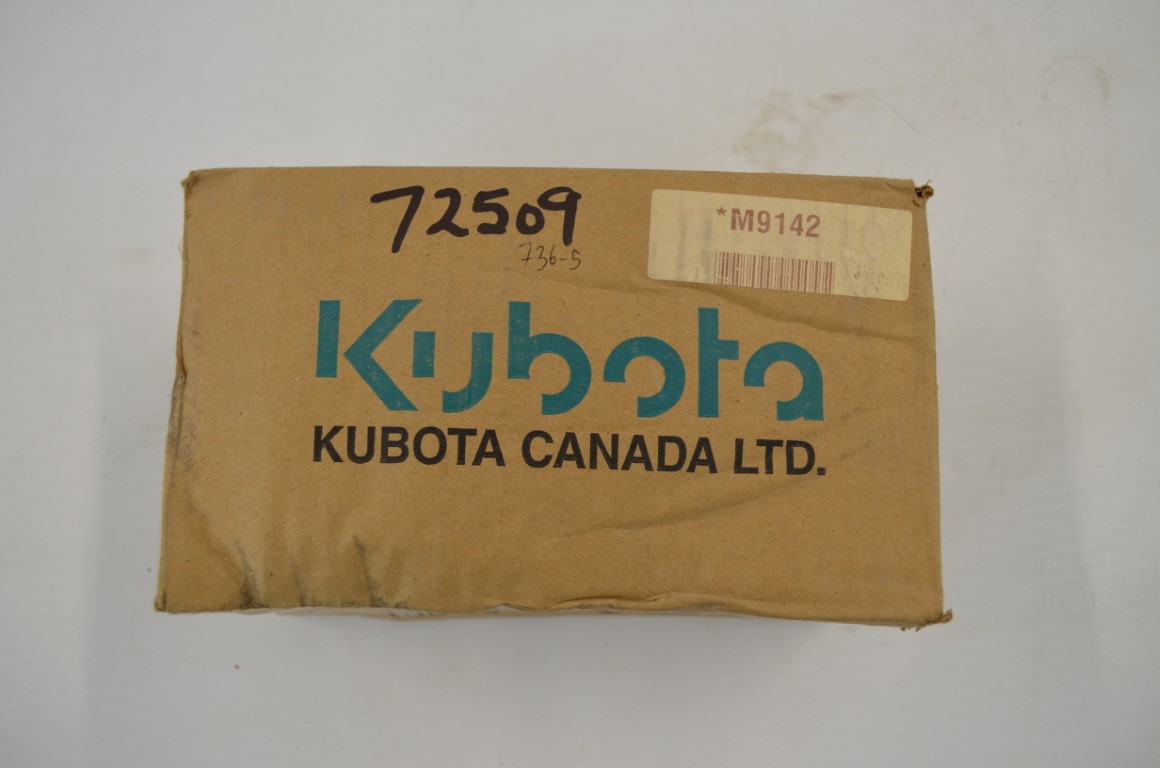 72509
*M9142
736-5
Kubota
KUBOTA CANADA LTD.